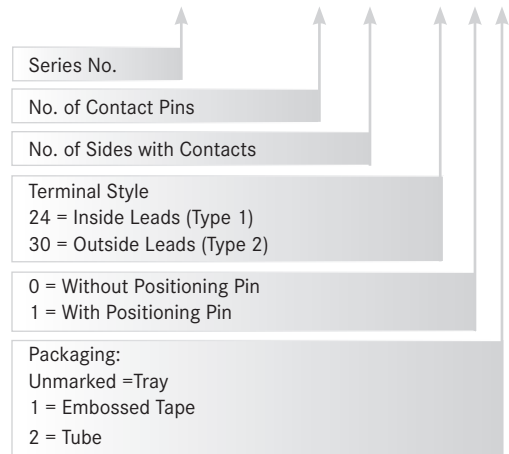 Series No.
No. of Contact Pins
No. of Sides with Contacts
Terminal Style
24 = Inside Leads (Type 1)
30 = Outside Leads (Type 2)
0 = Without Positioning Pin
1 = With Positioning Pin
Packaging:
Unmarked =Tray
1 = Embossed Tape
2 = Tube